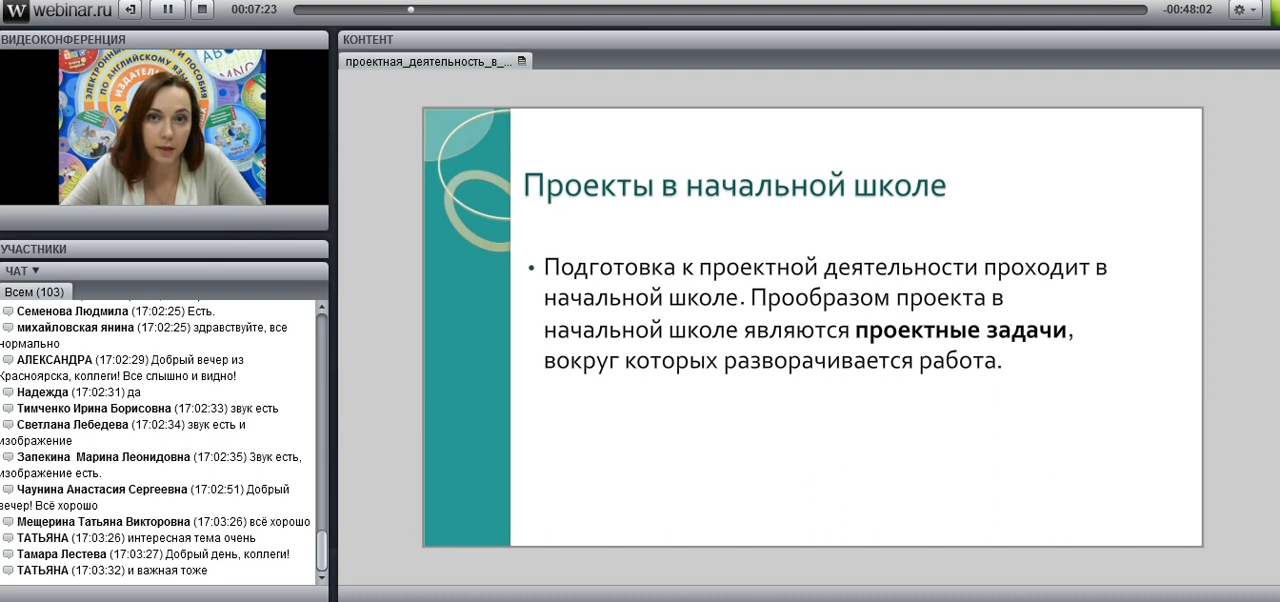 W webinar.ru
00:07:23
-00:48:02
ВИДЕОКОНФЕРЕНЦИЯ
ЭЛЕКТРОННЫЕ
И ПОСОБИЯ
ПО АНГЛИЙСКОМУ ЯЗЫКУ
УЧАСТНИКИ
ЧАТ ▼
Всем (103)
Семенова Людмила (17:02:25) Есть.
михайловская янина (17:02:25) здравствуйте, все
нормально
АЛЕКСАНДРА (17:02:29) Добрый вечер из
Красноярска, коллеги! Все слышно и видно!
Надежда (17:02:31) да
Тимченко Ирина Борисовна (17:02:33) звук есть
Светлана Лебедева (17:02:34) звук есть и
изображение
Запекина Марина Леонидовна (17:02:35) Звук есть,
изображение есть.
Чаунина Анастасия Сергеевна (17:02:51) Добрый
вечер! Всё хорошо
Мещерина Татьяна Викторовна (17:03:26) всё хорошо
ТАТЬЯНА (17:03:26) интересная тема очень
Тамара Лестева (17:03:27) Добрый день, коллеги!
ТАТЬЯНА (17:03:32) и важная тоже
КОНТЕНТ
проектная_деятельность_в_...
Проекты в начальной школе
• Подготовка к проектной деятельности проходит в
начальной школе. Прообразом проекта в
начальной школе являются проектные задачи,
вокруг которых разворачивается работа.